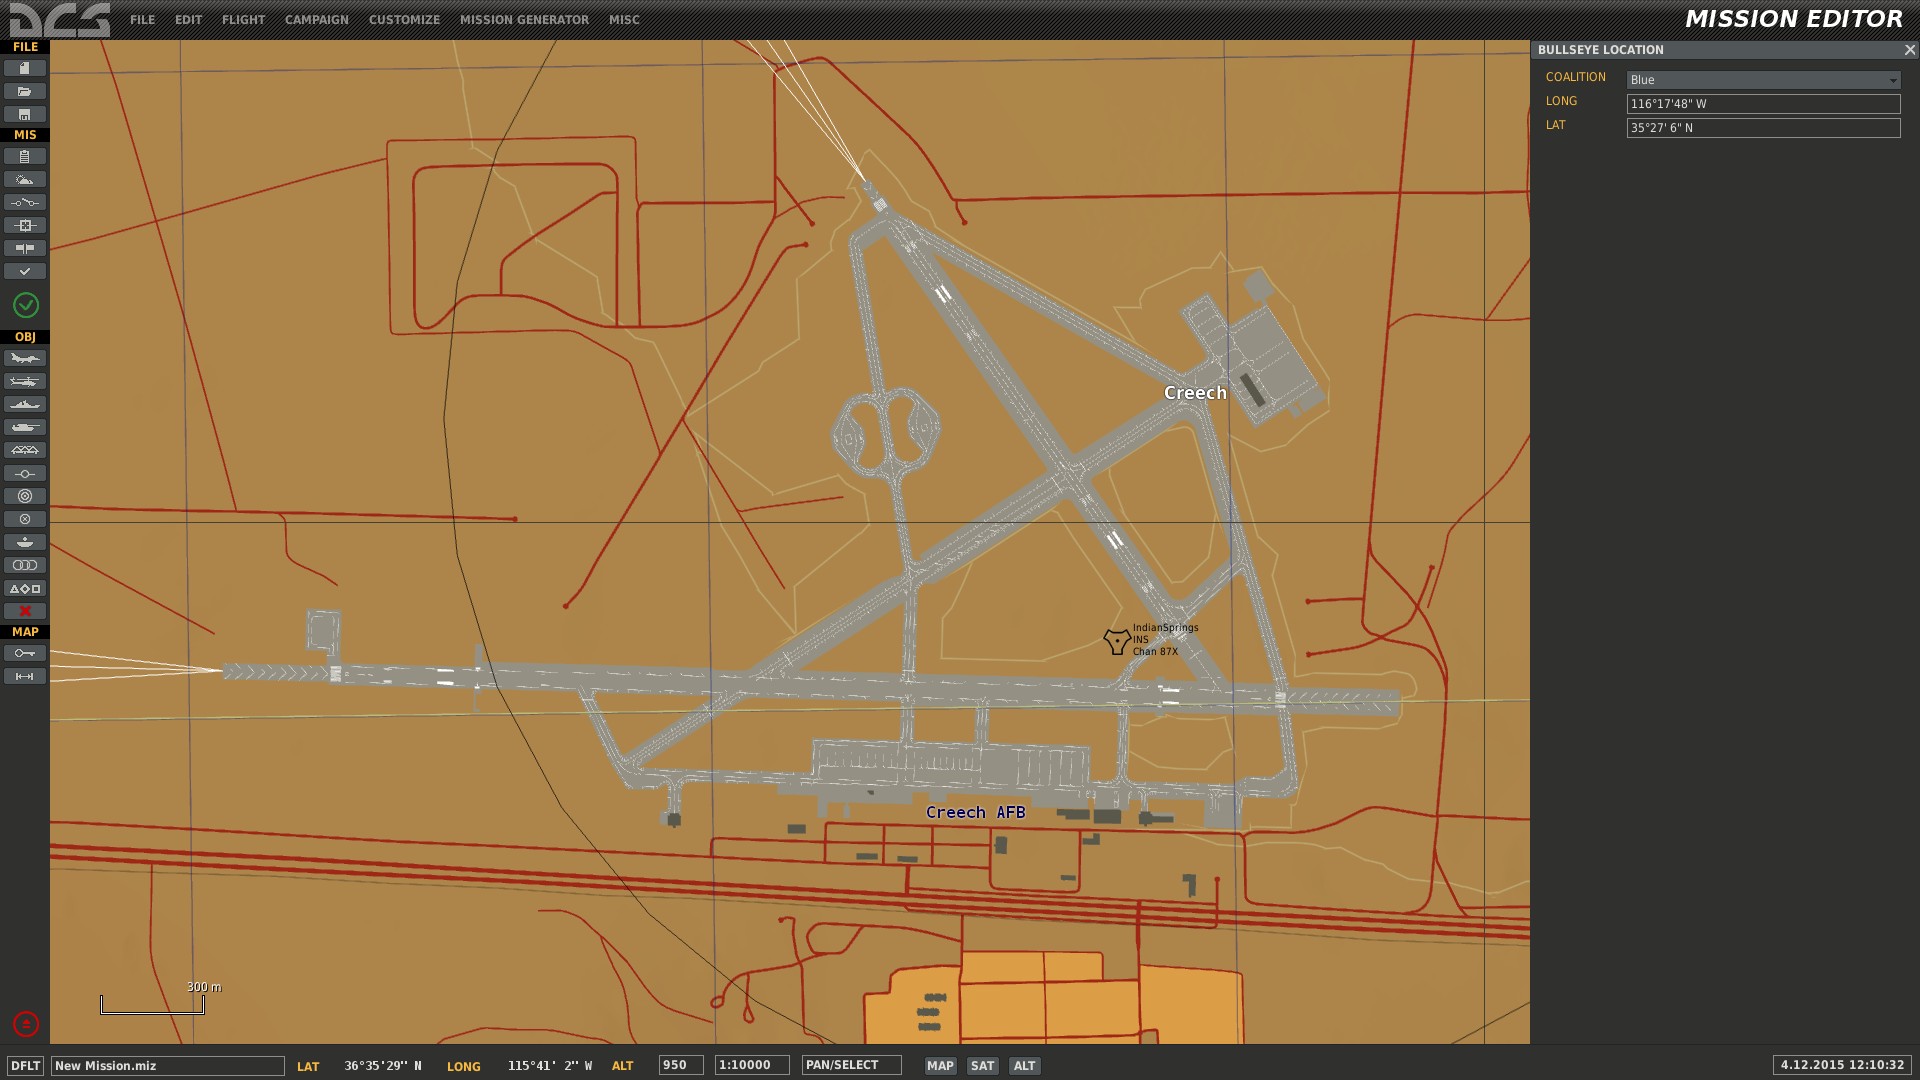 DCS
FILE EDIT FLIGHT CAMPAIGN CUSTOMIZE MISSION GENERATOR MISC
MISSION EDITOR
FILE
MIS
OBJ
MAP
BULLSEYE LOCATION
COALITION Blue
LONG 116°17'48" W
LAT 35°27' 6" N
Creech
IndianSprings
INS
Chan 87X
Creech AFB
300 m
DFLT New Mission.miz LAT 36°35'29" N LONG 115°41' 2" W ALT 950 1:10000 PAN/SELECT MAP SAT ALT 4.12.2015 12:10:32